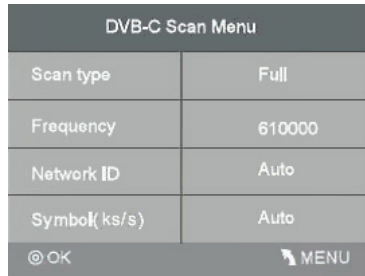 DVB-C Scan Menu
Scan type Full
Frequency 610000
Network ID Auto
Symbol(ks/s) Auto
OK MENU